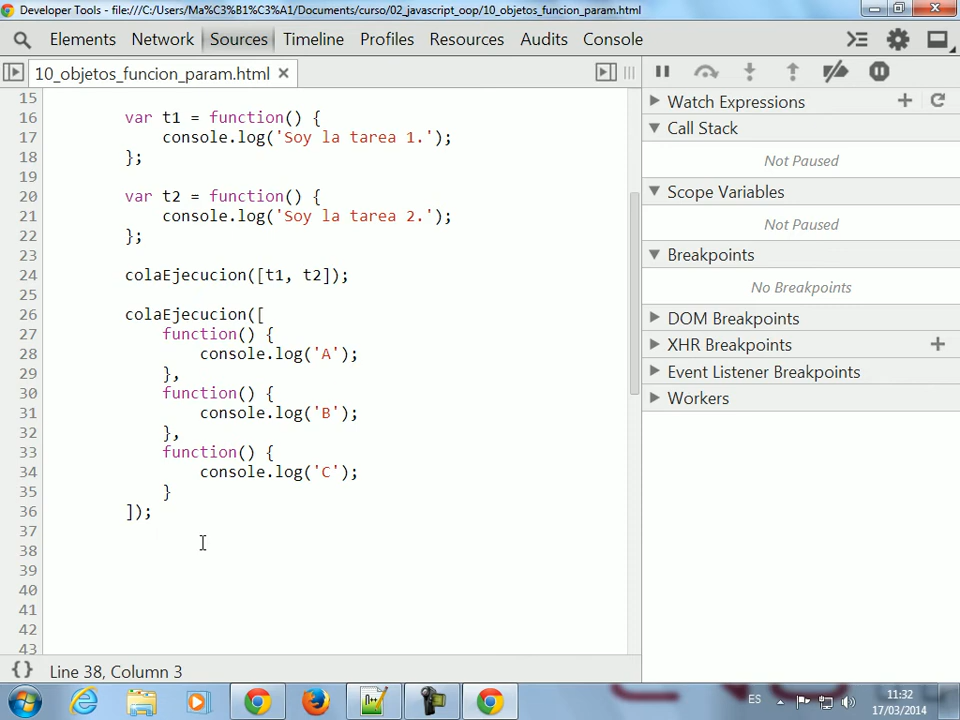 Developer Tools - file:///C:/Users/Ma%C3%B1%C3%A1/Documents/curso/02_javascript_oop/10_objetos_funcion_param.html
Elements Network Sources Timeline Profiles Resources Audits Console
10_objetos_funcion_param.html
15
16 var t1 = function() {
17 console.log('Soy la tarea 1.');
18 };
19
20 var t2 = function() {
21 console.log('Soy la tarea 2.');
22 };
23
24 colaEjecucion([t1, t2]);
25
26 colaEjecucion([
27 function() {
28 console.log('A');
29 },
30 function() {
31 console.log('B');
32 },
33 function() {
34 console.log('C');
35 }
36 ]);
37
38
39
40
41
42
43
Watch Expressions
Call Stack
Not Paused
Scope Variables
Not Paused
Breakpoints
No Breakpoints
DOM Breakpoints
XHR Breakpoints
Event Listener Breakpoints
Workers
{} Line 38, Column 3
ES
11:32
17/03/2014